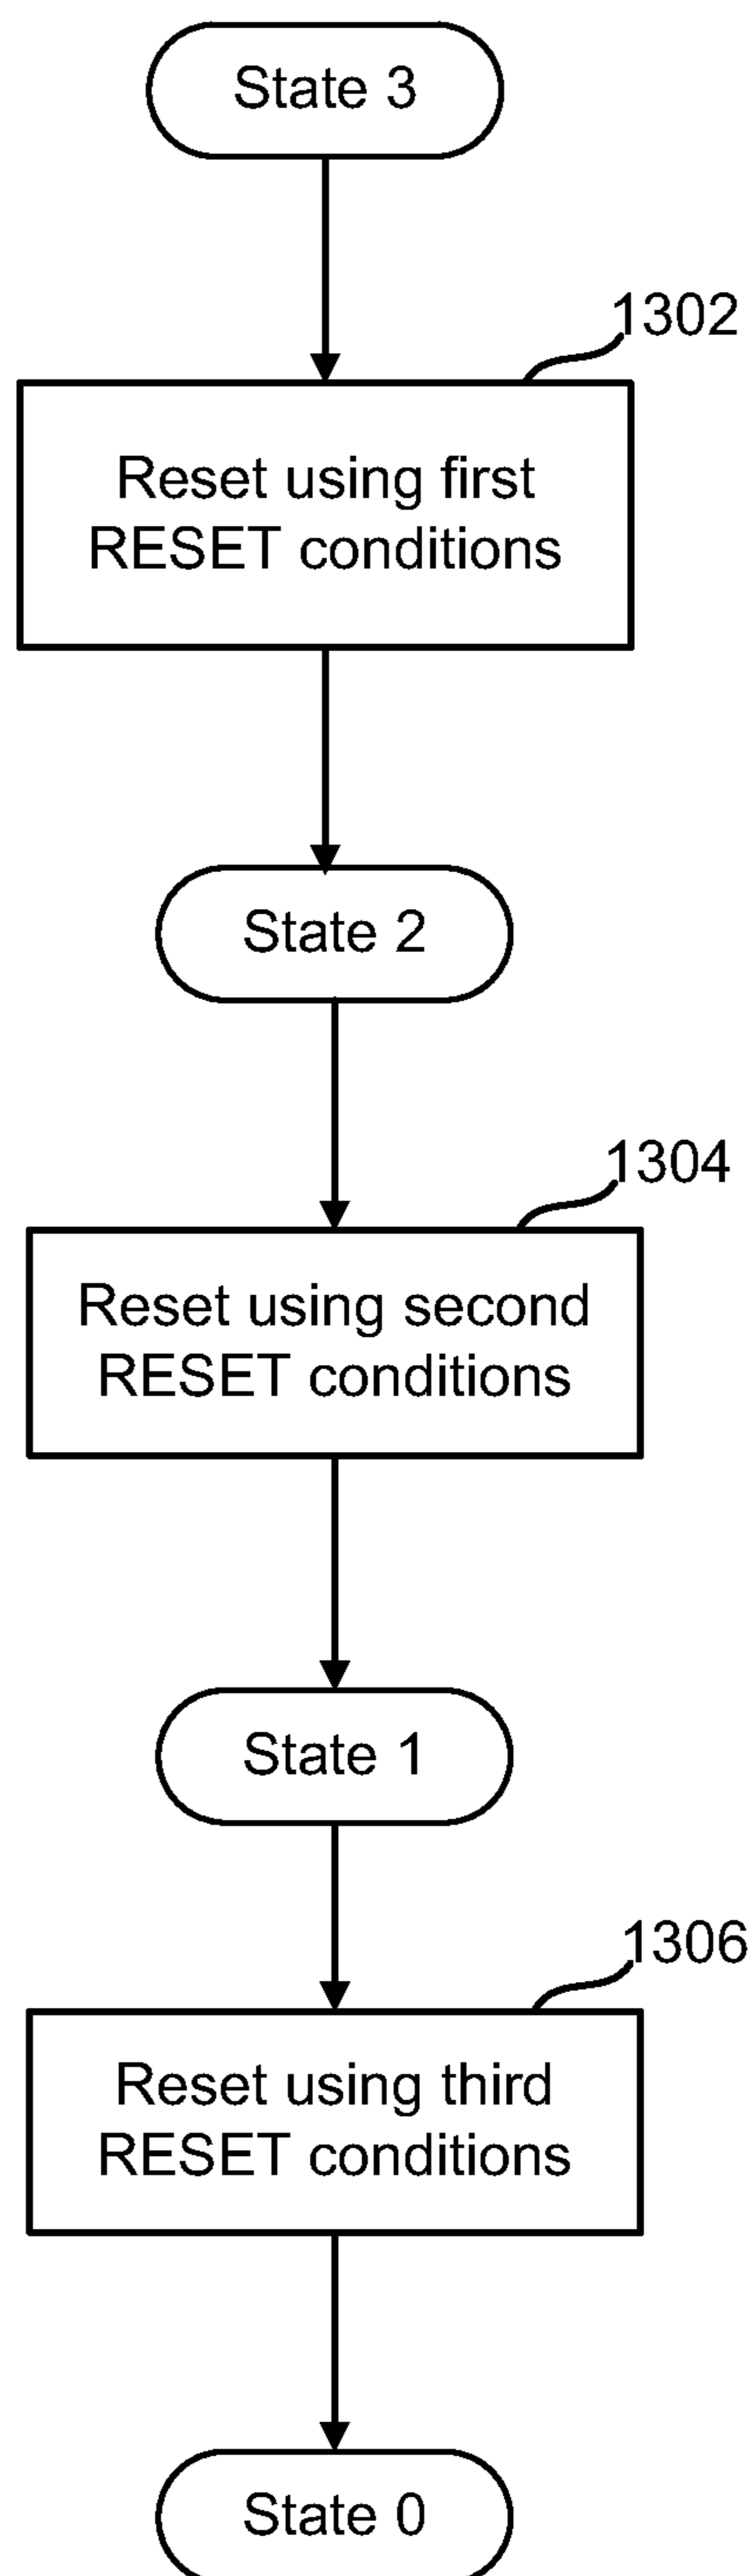 State 3
1302
Reset using first
RESET conditions
State 2
1304
Reset using second
RESET conditions
State 1
1306
Reset using third
RESET conditions
State 0